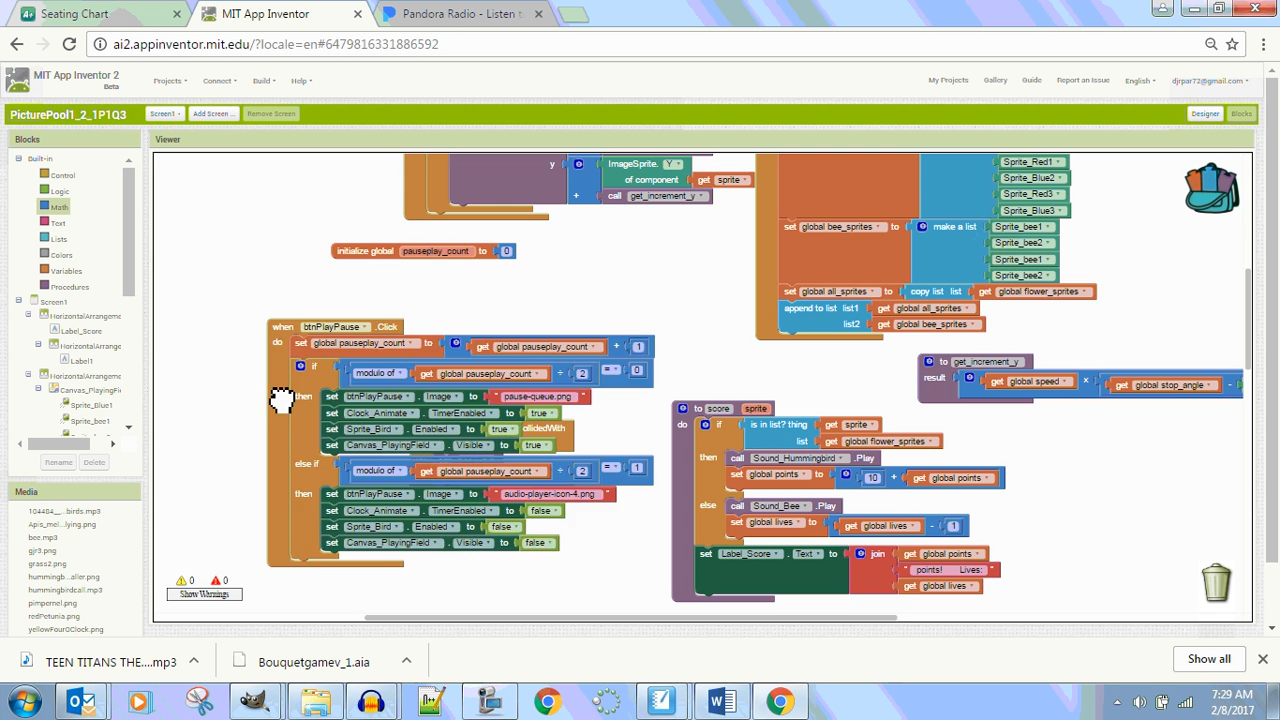 Seating Chart
MIT App Inventor
Pandora Radio - Listen to
ai2.appinventor.mit.edu/?locale=en#6479816331886592
MIT App Inventor 2
Beta
Projects Connect Build Help
My Projects Gallery Guide Report an Issue English djrpar72@gmail.com
PicturePool1_2_1P1Q3 Screen1 Add Screen ... Remove Screen Designer Blocks
Blocks
Built-in
Control
Logic
Math
Text
Lists
Colors
Variables
Procedures
Screen1
HorizontalArrangeme
Label_Score
HorizontalArrang
Label1
HorizontalArrangeme
Canvas_PlayingFi
Sprite_Blue1
Sprite_bee1
Rename Delete
Media
104484__...birds.mp3
Apis_mel...lying.png
bee.mp3
gjr3.png
grass2.png
humming b...aller.png
hummingbirdcall.mp3
pimpernel.png
redPetunia.png
yellowFourOClock.png
Viewer
y ImageSprite. Y
of component get sprite
+ call get_increment_y
initialize global pauseplay_count to 0
when btnPlayPause .Click
do set global pauseplay_count to get global pauseplay_count + 1
if modulo of get global pauseplay_count ÷ 2 = 0
then set btnPlayPause . Image to " pause-queue.png "
set Clock_Animate . TimerEnabled to true
set Sprite_Bird . Enabled to true ollidedWith
set Canvas_PlayingField . Visible to true
else if modulo of get global pauseplay_count ÷ 2 = 1
then set btnPlayPause . Image to " audio-player-icon-4.png "
set Clock_Animate . TimerEnabled to false
set Sprite_Bird . Enabled to false
set Canvas_PlayingField . Visible to false
0 0
Show Warnings
Sprite_Red1
Sprite_Blue2
Sprite_Red3
Sprite_Blue3
set global bee_sprites to make a list Sprite_bee1
Sprite_bee2
Sprite_bee1
Sprite_bee2
set global all_sprites to copy list list get global flower_sprites
append to list list1 get global all_sprites
list2 get global bee_sprites
to get_increment_y
result get global speed × get global stop_angle -
to score sprite
do if is in list? thing get sprite
list get global flower_sprites
then call Sound_Hummingbird .Play
set global points to 10 + get global points
else call Sound_Bee .Play
set global lives to get global lives - 1
set Label_Score . Text to join get global points
" points! Lives: "
get global lives
TEEN TITANS THE....mp3
Bouquetgamev_1.aia
Show all
7:29 AM
2/8/2017